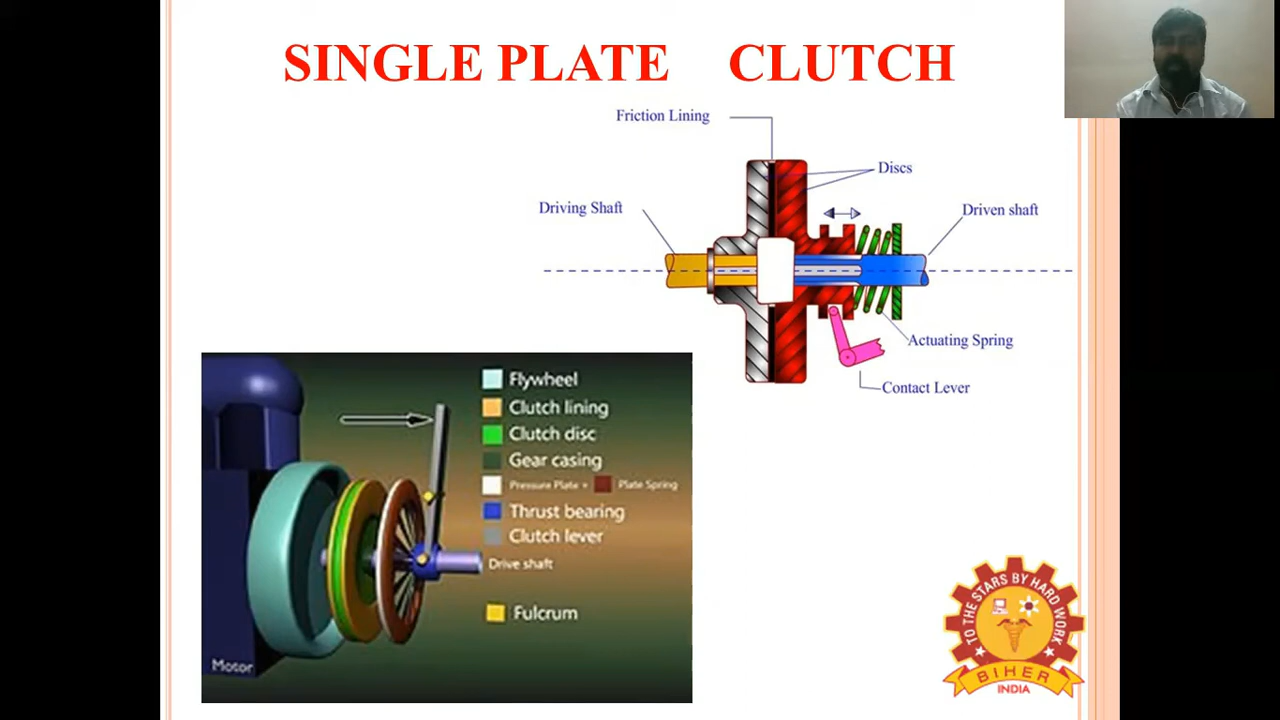 SINGLE PLATE CLUTCH
Friction Lining
Discs
Driving Shaft
Driven shaft
Actuating Spring
Contact Lever
Flywheel
Clutch lining
Clutch disc
Gear casing
Pressure Plate + Plate Spring
Thrust bearing
Clutch lever
Drive shaft
Fulcrum
Motor
TO THE STARS BY HARD WORK
BIHER
INDIA